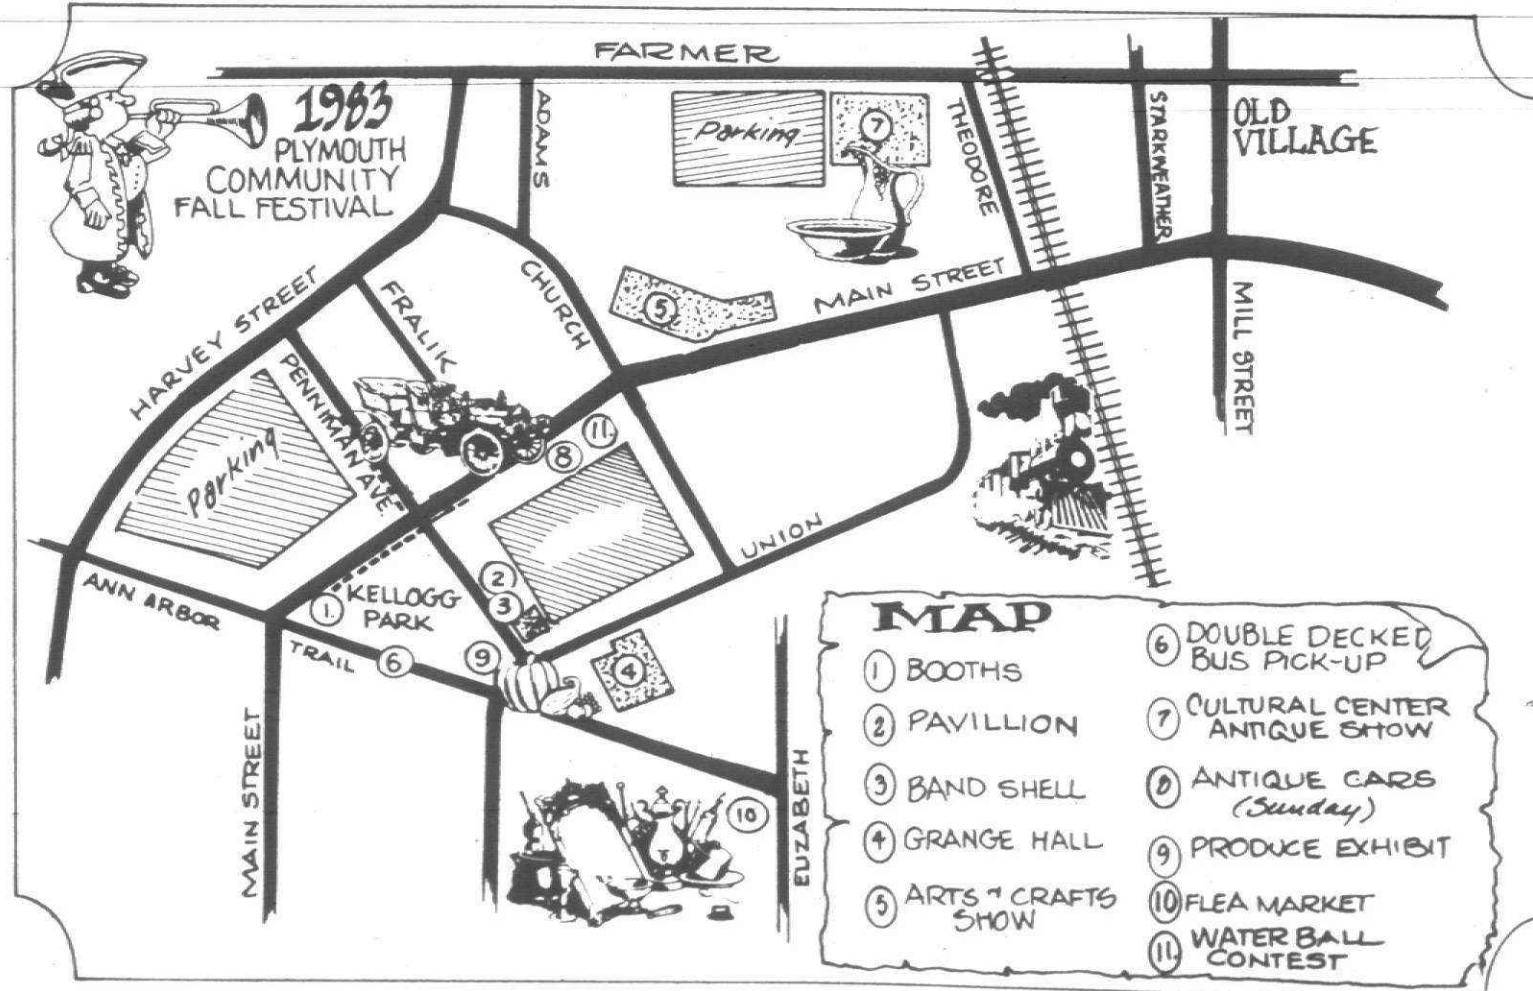 FARMER
1983
PLYMOUTH
COMMUNITY
FALL FESTIVAL
ADAMS
Parking
7
THEODORE
STARKWEATHER
OLD
VILLAGE
HARVEY STREET
FRALIK
CHURCH
5
MAIN STREET
MILL STREET
PENNIMAN AVE.
Parking
8
11.
UNION
2
3
1.
KELLOGG
PARK
ANN ARBOR
TRAIL
6
9
4
MAIN STREET
10
ELIZABETH
MAP
1 BOOTHS
2 PAVILLION
3 BAND SHELL
4 GRANGE HALL
5 ARTS & CRAFTS
SHOW
6 DOUBLE DECKED
BUS PICK-UP
7 CULTURAL CENTER
ANTIQUE SHOW
8 ANTIQUE CARS
(Sunday)
9 PRODUCE EXHIBIT
10 FLEA MARKET
11. WATER BALL
CONTEST